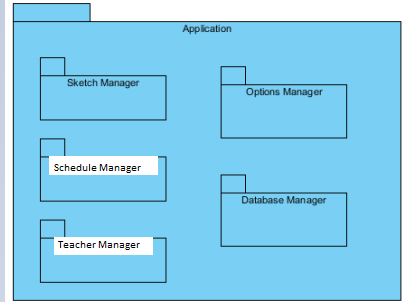 Application
Sketch Manager
Options Manager
Schedule Manager
Database Manager
Teacher Manager